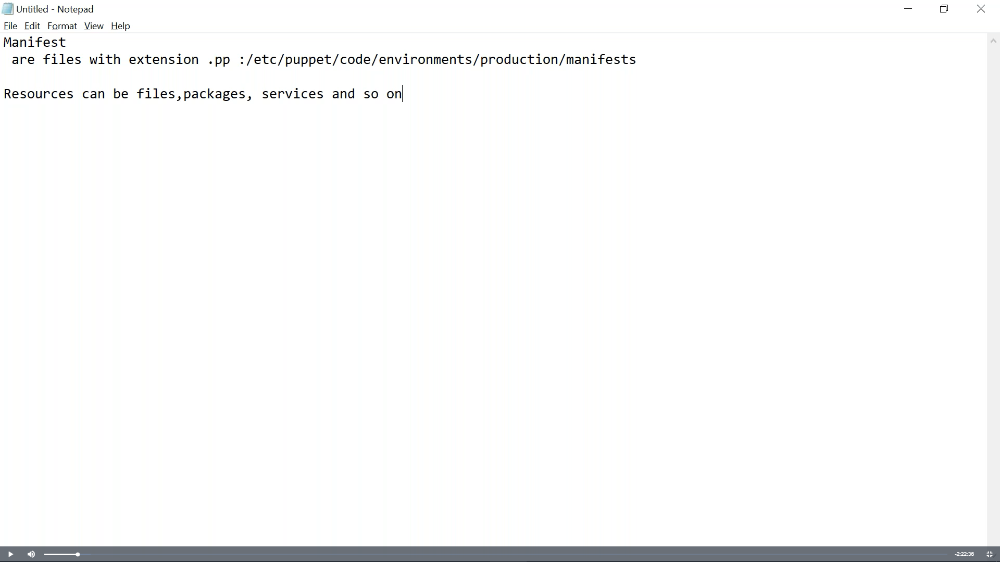 Untitled - Notepad
File Edit Format View Help
Manifest
are files with extension .pp :/etc/puppet/code/environments/production/manifests
Resources can be files,packages, services and so on
-2:22:36